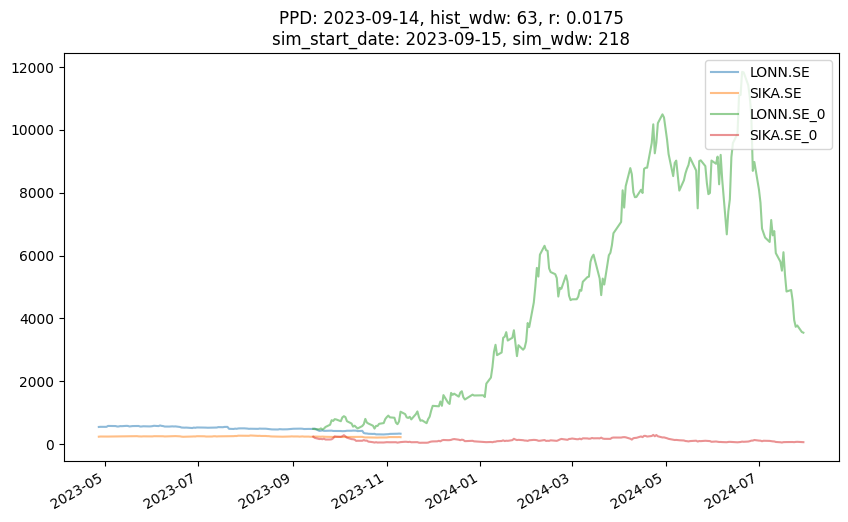 PPD: 2023-09-14, hist_wdw: 63, r: 0.0175
sim_start_date: 2023-09-15, sim_wdw: 218
12000
10000
8000
6000
4000
2000
0
LONN.SE
SIKA.SE
LONN.SE_0
SIKA.SE_0
2023-05
2023-07
2023-09
2023-11
2024-01
2024-03
2024-05
2024-07